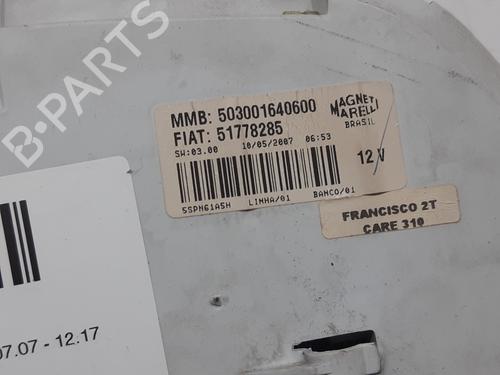 B-PARTS
MMB: 503001640600
FIAT: 51778285
MAGNETI
MARELLI
BRASIL
SW:03.00 10/05/2007 06:53
12 V
5SPN61A5H LINHA/01 BANCO/01
FRANCISCO 2T
CARE 310
07.07 - 12.17